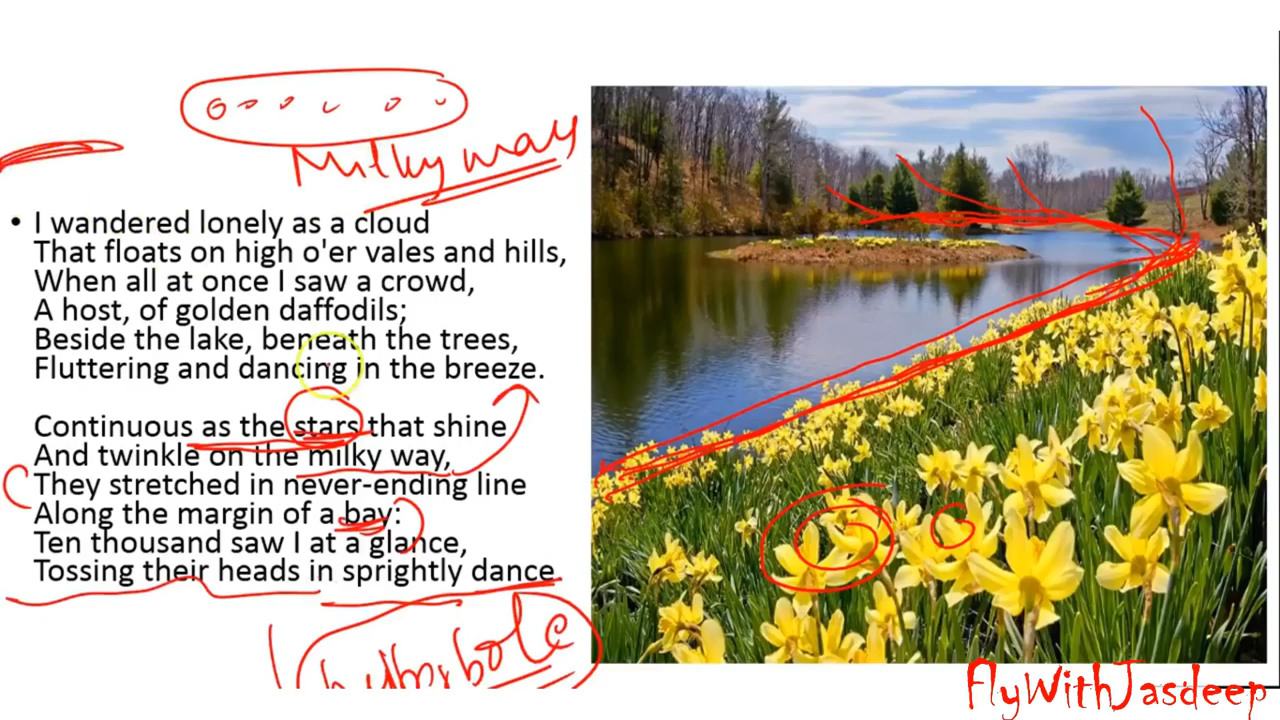 Milky way
• I wandered lonely as a cloud
That floats on high o'er vales and hills,
When all at once I saw a crowd,
A host, of golden daffodils;
Beside the lake, beneath the trees,
Fluttering and dancing in the breeze.
Continuous as the stars that shine
And twinkle on the milky way,
They stretched in never-ending line
Along the margin of a bay:
Ten thousand saw I at a glance,
Tossing their heads in sprightly dance
FlyWithJasdeep